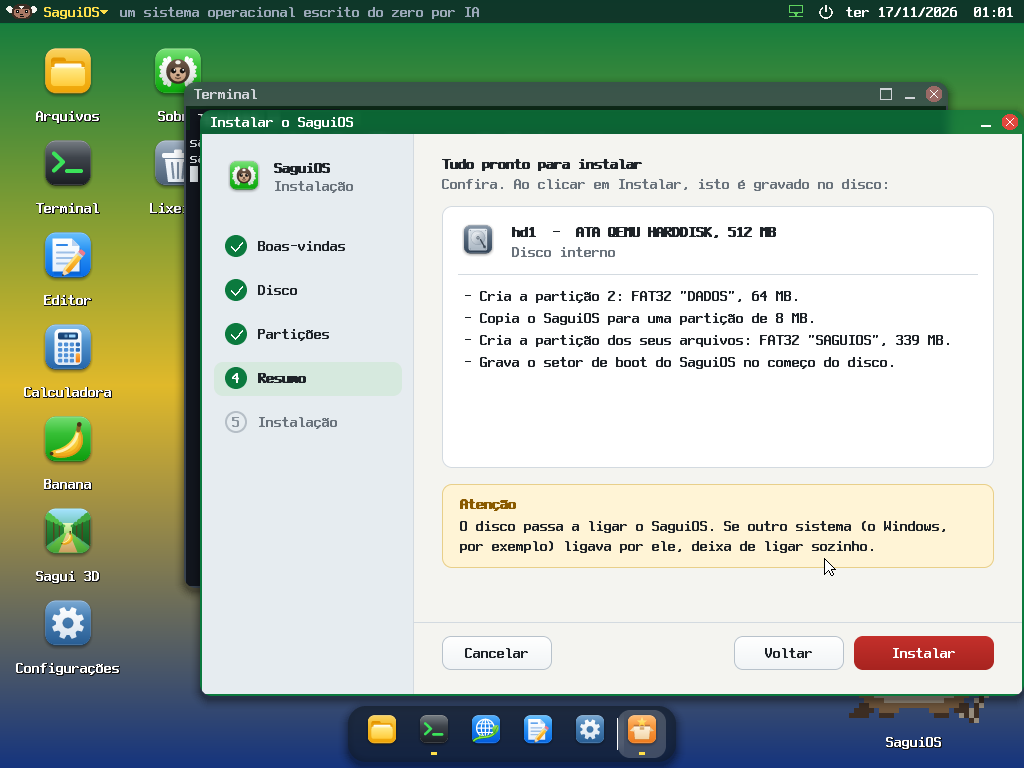 SaguiOS
um sistema operacional escrito do zero por IA
ter 17/11/2026
01:01
Arquivos
Terminal
Editor
Calculadora
Banana
Sagui 3D
Configurações
Terminal
Instalar o SaguiOS
SaguiOS
Instalação
Boas-vindas
Disco
Partições
4 Resumo
5 Instalação
Tudo pronto para instalar
Confira. Ao clicar em Instalar, isto é gravado no disco:
hd1 - ATA QEMU HARDDISK, 512 MB
Disco interno
- Cria a partição 2: FAT32 "DADOS", 64 MB.
- Copia o SaguiOS para uma partição de 8 MB.
- Cria a partição dos seus arquivos: FAT32 "SAGUIOS", 339 MB.
- Grava o setor de boot do SaguiOS no começo do disco.
Atenção
O disco passa a ligar o SaguiOS. Se outro sistema (o Windows,
por exemplo) ligava por ele, deixa de ligar sozinho.
Cancelar
Voltar
Instalar
SaguiOS